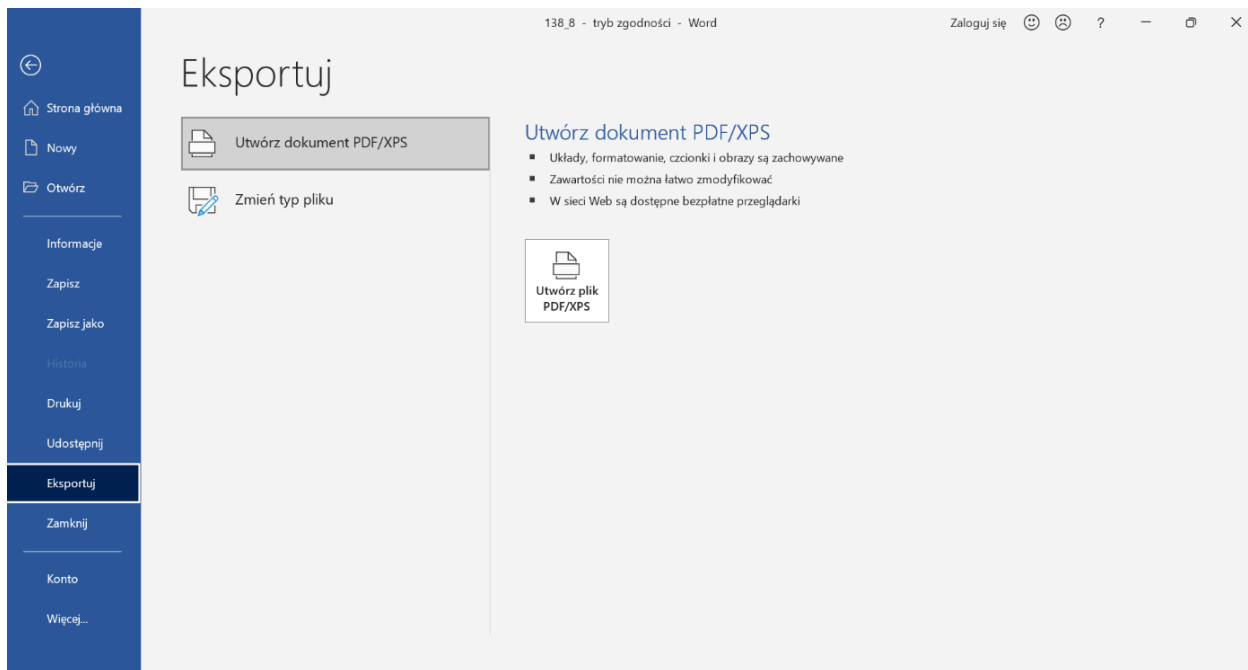 138_8 - tryb zgodności - Word
Zaloguj się
?
Strona główna
Nowy
Otwórz
Informacje
Zapisz
Zapisz jako
Historia
Drukuj
Udostępnij
Eksportuj
Zamknij
Konto
Więcej...
Eksportuj
Utwórz dokument PDF/XPS
Zmień typ pliku
Utwórz dokument PDF/XPS
Układy, formatowanie, czcionki i obrazy są zachowywane
Zawartości nie można łatwo zmodyfikować
W sieci Web są dostępne bezpłatne przeglądarki
Utwórz plik
PDF/XPS